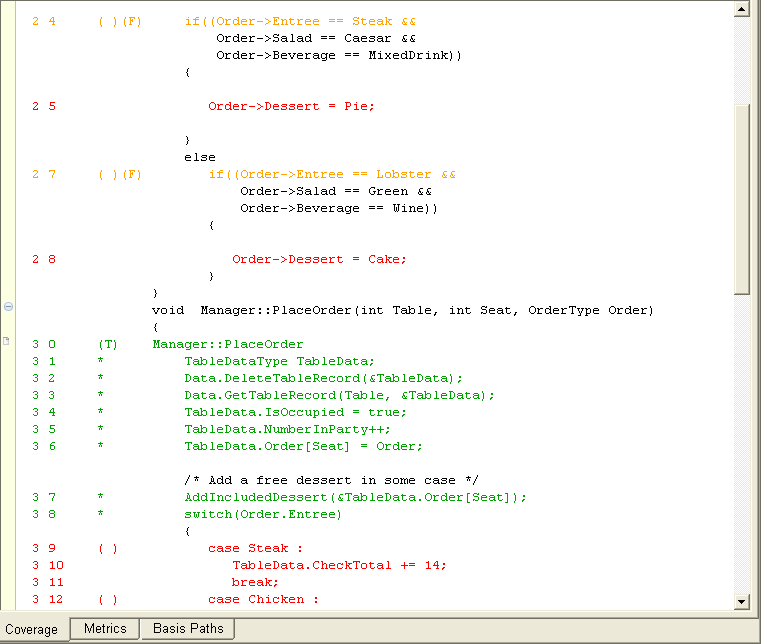 2 4 ( )(F) if((Order->Entree == Steak &&
Order->Salad == Caesar &&
Order->Beverage == MixedDrink))
{
2 5 Order->Dessert = Pie;
}
else
2 7 ( )(F) if((Order->Entree == Lobster &&
Order->Salad == Green &&
Order->Beverage == Wine))
{
2 8 Order->Dessert = Cake;
}
}
void Manager::PlaceOrder(int Table, int Seat, OrderType Order)
{
3 0 (T) Manager::PlaceOrder
3 1 * TableDataType TableData;
3 2 * Data.DeleteTableRecord(&TableData);
3 3 * Data.GetTableRecord(Table, &TableData);
3 4 * TableData.IsOccupied = true;
3 5 * TableData.NumberInParty++;
3 6 * TableData.Order[Seat] = Order;
/* Add a free dessert in some case */
3 7 * AddIncludedDessert(&TableData.Order[Seat]);
3 8 * switch(Order.Entree)
{
3 9 ( ) case Steak :
3 10 TableData.CheckTotal += 14;
3 11 break;
3 12 ( ) case Chicken :
Coverage Metrics Basis Paths